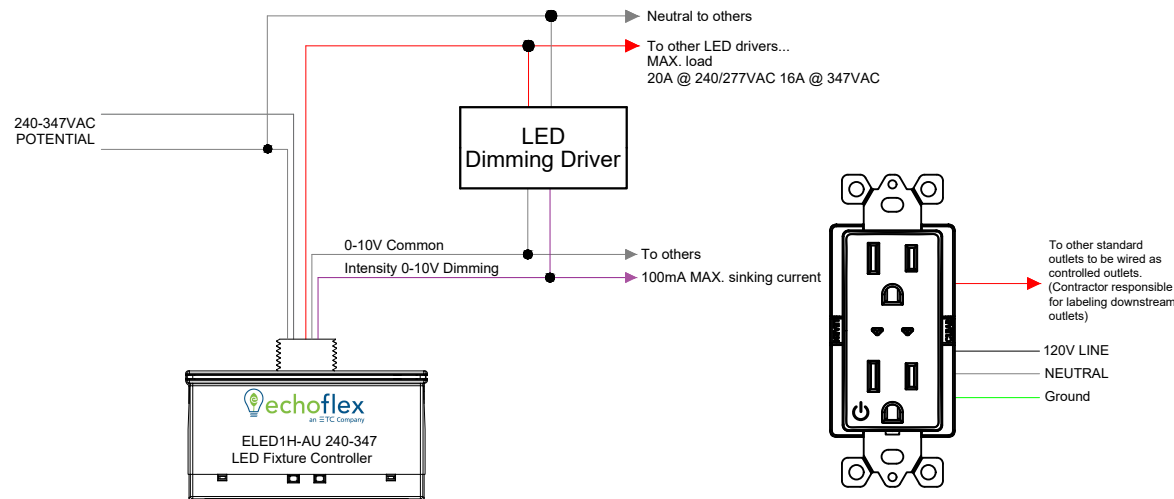 Neutral to others
To other LED drivers...
MAX. load
20A @ 240/277VAC 16A @ 347VAC
240-347VAC
POTENTIAL
LED
Dimming Driver
0-10V Common
To others
Intensity 0-10V Dimming
100mA MAX. sinking current
echoflex
an ETC Company
ELED1H-AU 240-347
LED Fixture Controller
To other standard
outlets to be wired as
controlled outlets.
(Contractor responsible
for labeling downstream
outlets)
120V LINE
NEUTRAL
Ground